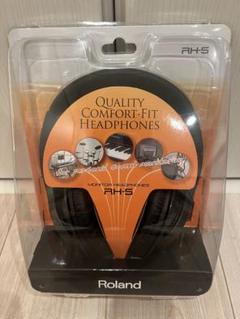 RH-5
QUALITY
COMFORT-FIT
HEADPHONES
MONITOR HEADPHONES
RH-5
Roland